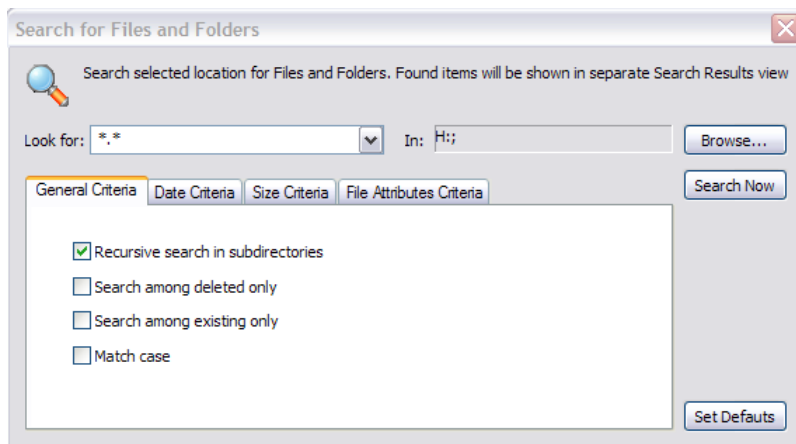 Search for Files and Folders
Search selected location for Files and Folders. Found items will be shown in separate Search Results view
Look for: *.* In: H:; Browse...
General Criteria Date Criteria Size Criteria File Attributes Criteria Search Now
Recursive search in subdirectories
Search among deleted only
Search among existing only
Match case
Set Defauts